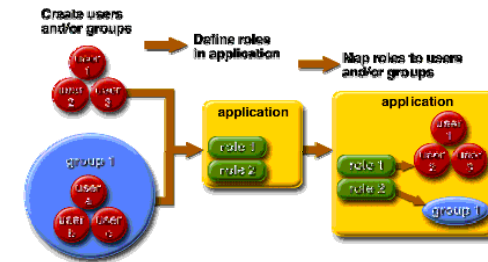 Create users
and/or groups
Define roles
in application
Map roles to users
and/or groups
user
1
user
2
user
3
group 1
user
a
user
b
user
c
application
role 1
role 2
application
role 1
role 2
user
1
user
2
user
3
group 1